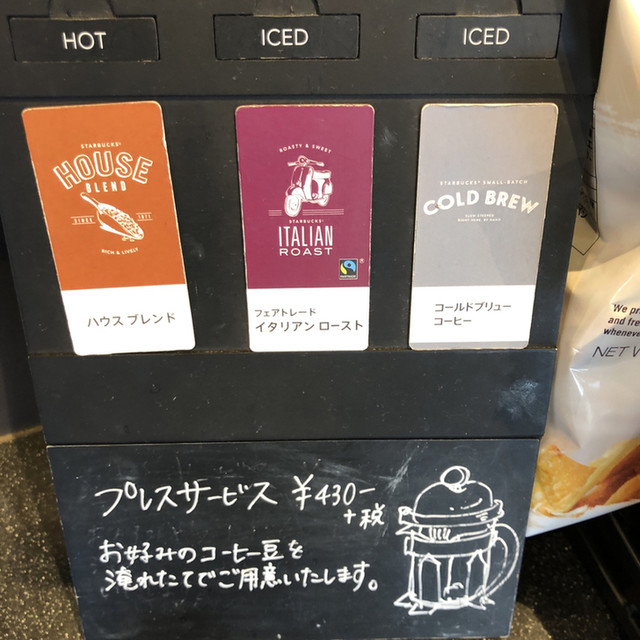 HOT
ICED
ICED
STARBUCKS®
HOUSE
BLEND
SINCE 1971
RICH & LIVELY
ハウス ブレンド
ROASTY & SWEET
STARBUCKS®
ITALIAN
ROAST
フェアトレード
イタリアン ロースト
STARBUCKS® SMALL-BATCH
COLD BREW
コールドブリュー
コーヒー
We
and fre
whenever
NET
プレスサービス ¥430-
+税
お好みのコーヒー豆を
淹れたてでご用意いたします。